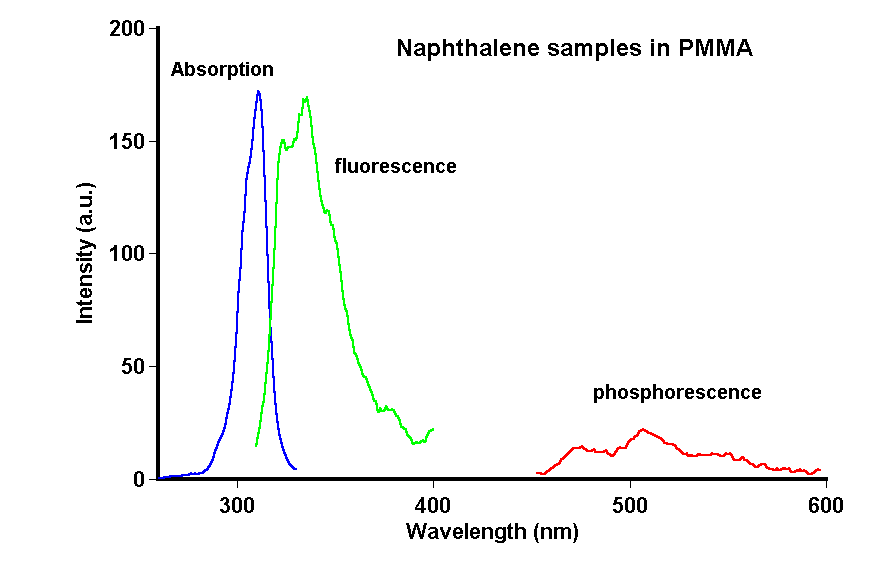 Naphthalene samples in PMMA
Absorption
fluorescence
phosphorescence
Intensity (a.u.)
200
150
100
50
0
300
400
500
600
Wavelength (nm)